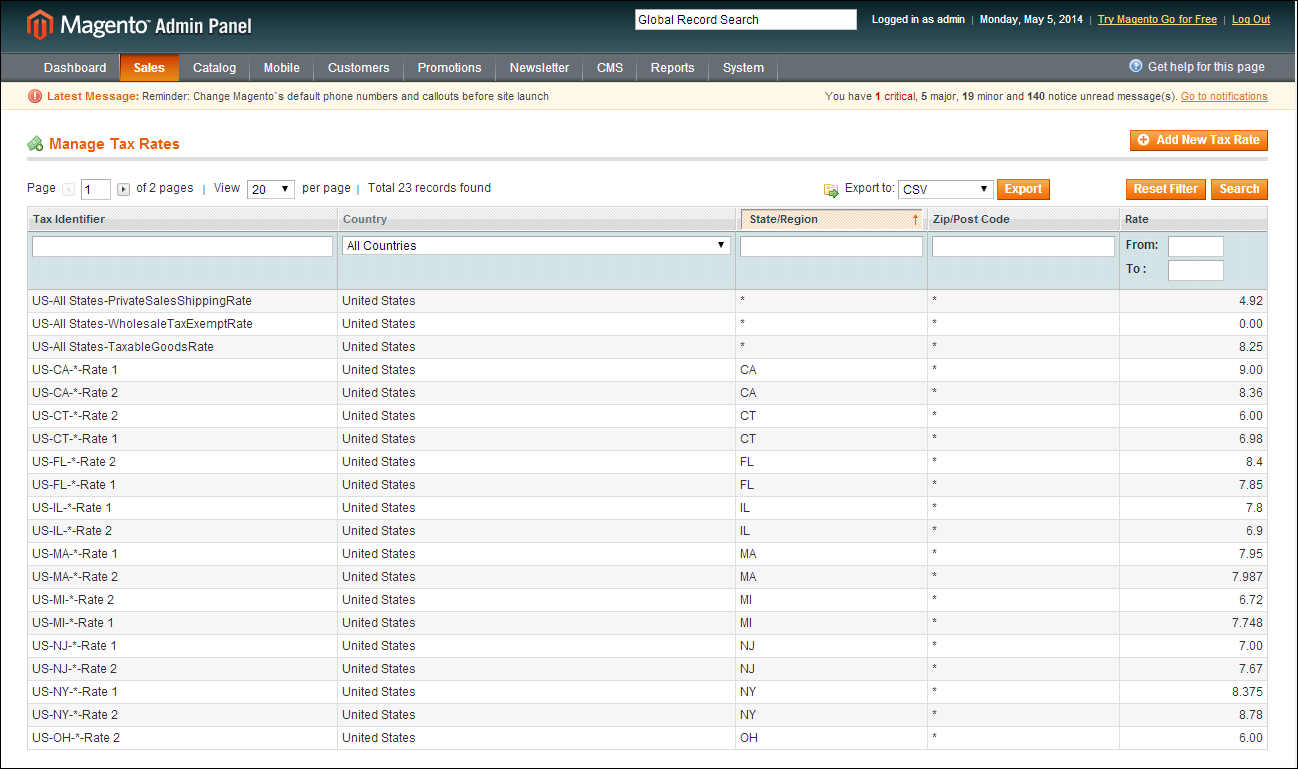 Magento™ Admin Panel
Global Record Search
Logged in as admin | Monday, May 5, 2014 | Try Magento Go for Free | Log Out
Dashboard Sales Catalog Mobile Customers Promotions Newsletter CMS Reports System
Get help for this page
Latest Message: Reminder: Change Magento`s default phone numbers and callouts before site launch
You have 1 critical, 5 major, 19 minor and 140 notice unread message(s). Go to notifications
Manage Tax Rates
Add New Tax Rate
Page 1 of 2 pages | View 20 per page | Total 23 records found
Export to: CSV Export
Reset Filter Search
Tax Identifier Country State/Region Zip/Post Code Rate
All Countries
From:
To :
US-All States-PrivateSalesShippingRate United States * * 4.92
US-All States-WholesaleTaxExemptRate United States * * 0.00
US-All States-TaxableGoodsRate United States * * 8.25
US-CA-*-Rate 1 United States CA * 9.00
US-CA-*-Rate 2 United States CA * 8.36
US-CT-*-Rate 2 United States CT * 6.00
US-CT-*-Rate 1 United States CT * 6.98
US-FL-*-Rate 2 United States FL * 8.4
US-FL-*-Rate 1 United States FL * 7.85
US-IL-*-Rate 1 United States IL * 7.8
US-IL-*-Rate 2 United States IL * 6.9
US-MA-*-Rate 1 United States MA * 7.95
US-MA-*-Rate 2 United States MA * 7.987
US-MI-*-Rate 2 United States MI * 6.72
US-MI-*-Rate 1 United States MI * 7.748
US-NJ-*-Rate 1 United States NJ * 7.00
US-NJ-*-Rate 2 United States NJ * 7.67
US-NY-*-Rate 1 United States NY * 8.375
US-NY-*-Rate 2 United States NY * 8.78
US-OH-*-Rate 2 United States OH * 6.00